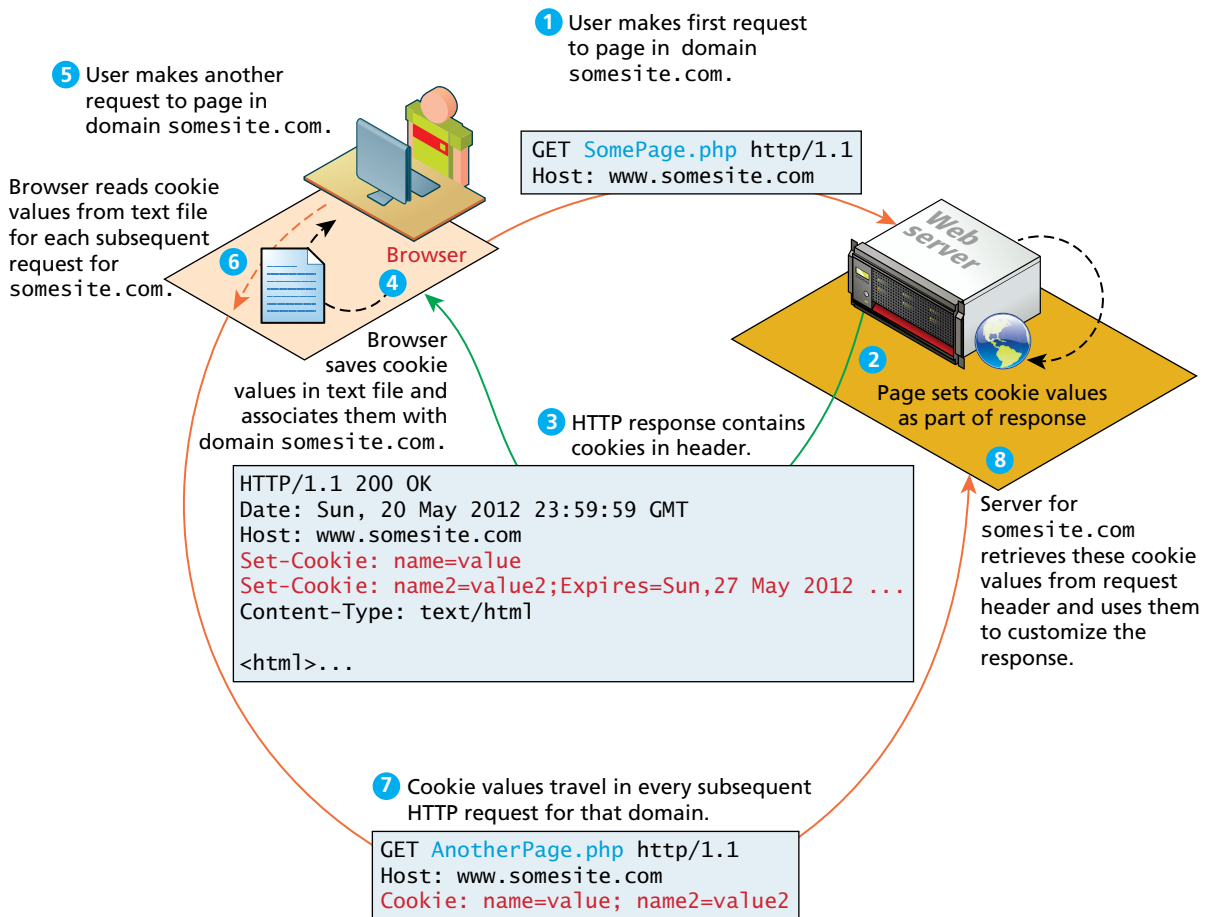 1 User makes first request
to page in domain
somesite.com.
5 User makes another
request to page in
domain somesite.com.
GET SomePage.php http/1.1
Host: www.somesite.com
Browser reads cookie
values from text file
for each subsequent
request for
somesite.com.
6
Browser
4
Web
server
2
Page sets cookie values
as part of response
Browser
saves cookie
values in text file and
associates them with
domain somesite.com.
3 HTTP response contains
cookies in header.
HTTP/1.1 200 OK
Date: Sun, 20 May 2012 23:59:59 GMT
Host: www.somesite.com
Set-Cookie: name=value
Set-Cookie: name2=value2;Expires=Sun,27 May 2012 ...
Content-Type: text/html
<html>...
8
Server for
somesite.com
retrieves these cookie
values from request
header and uses them
to customize the
response.
7 Cookie values travel in every subsequent
HTTP request for that domain.
GET AnotherPage.php http/1.1
Host: www.somesite.com
Cookie: name=value; name2=value2